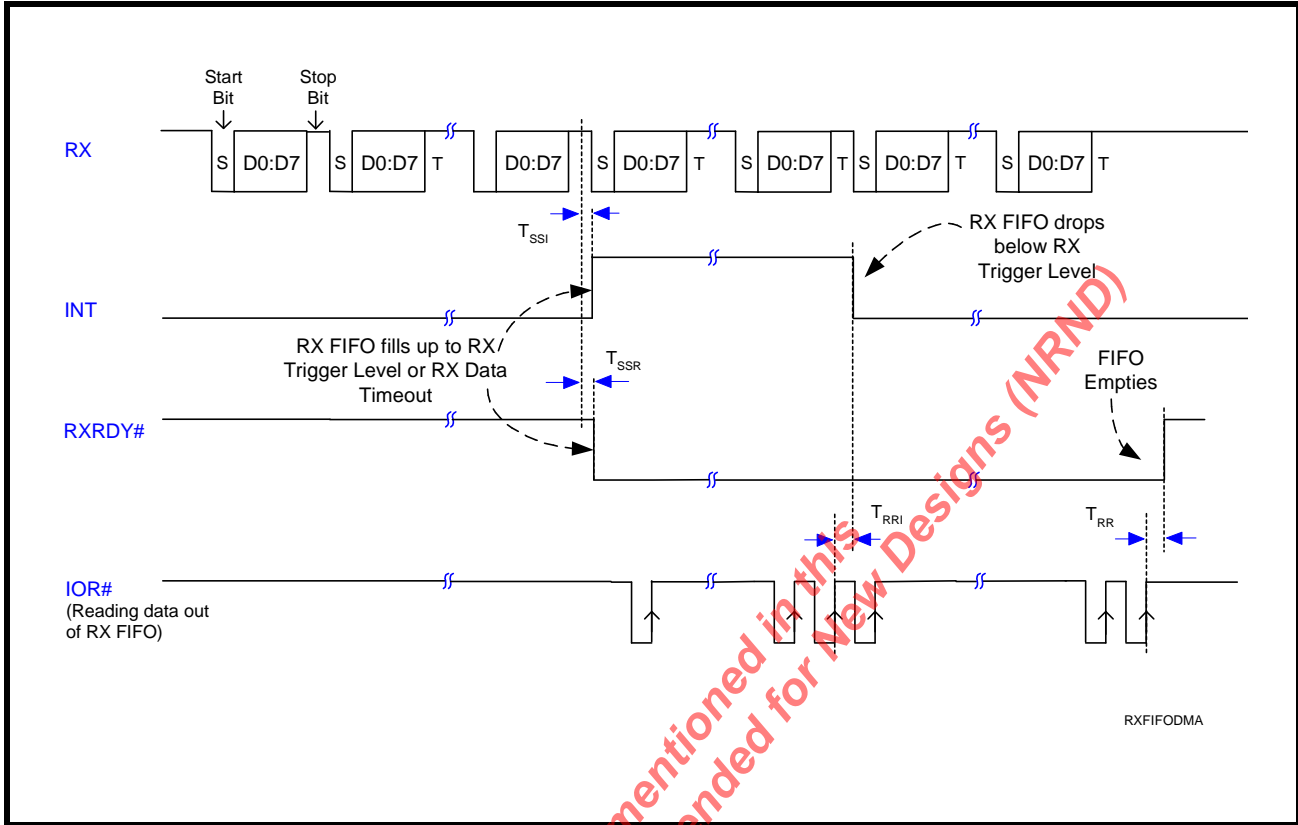 Start
Bit
Stop
Bit
RX
S D0:D7 S D0:D7 T D0:D7 S D0:D7 T S D0:D7 T S D0:D7 T S D0:D7 T
TSSI
RX FIFO drops
below RX
Trigger Level
INT
RX FIFO fills up to RX
Trigger Level or RX Data
Timeout
TSSR
FIFO
Empties
RXRDY#
TRRI
TRR
IOR#
(Reading data out
of RX FIFO)
RXFIFODMA
mentioned in this
ended for New Designs (NRND)